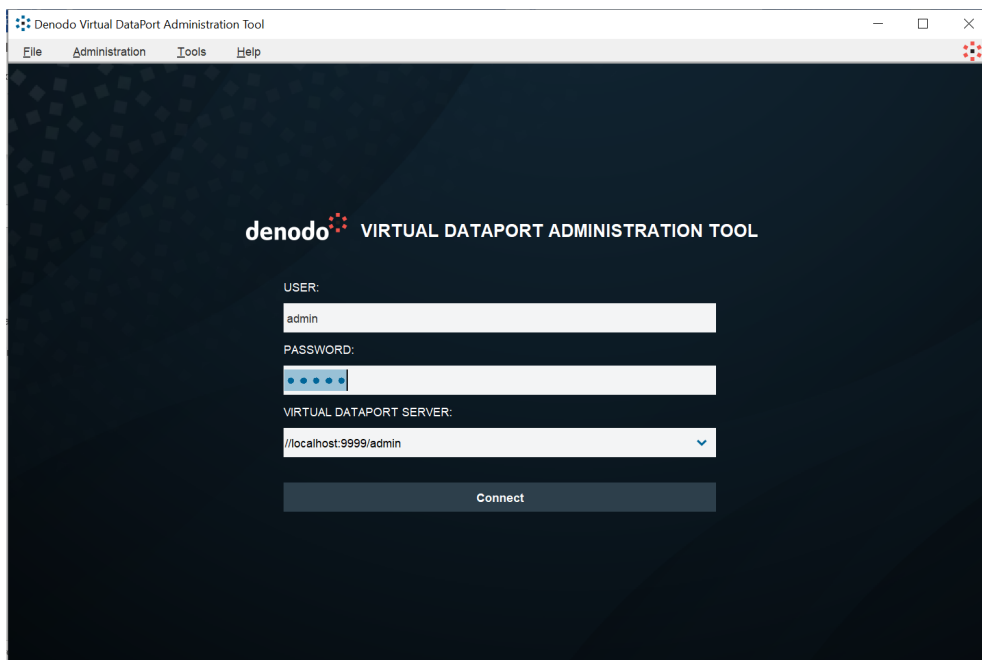 Denodo Virtual DataPort Administration Tool
File Administration Tools Help
denodo VIRTUAL DATAPORT ADMINISTRATION TOOL
USER:
admin
PASSWORD:
VIRTUAL DATAPORT SERVER:
//localhost:9999/admin
Connect